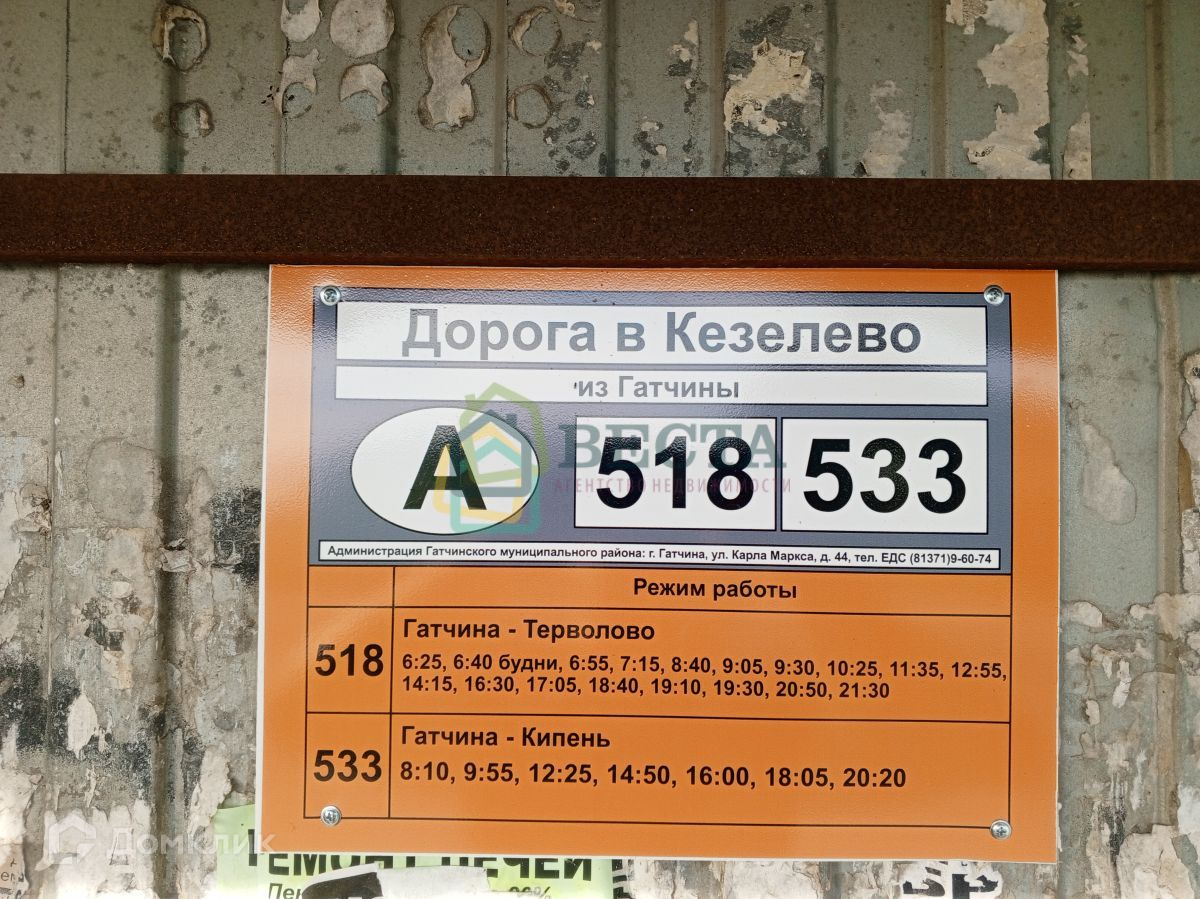 Дорога в Кезелево
из Гатчины
А
518
533
ВЕСТА
АГЕНТСТВО НЕДВИЖИМОСТИ
Администрация Гатчинского муниципального района: г. Гатчина, ул. Карла Маркса, д. 44, тел. ЕДС (81371)9-60-74
Режим работы
518
Гатчина - Терволово
6:25, 6:40 будни, 6:55, 7:15, 8:40, 9:05, 9:30, 10:25, 11:35, 12:55,
14:15, 16:30, 17:05, 18:40, 19:10, 19:30, 20:50, 21:30
533
Гатчина - Кипень
8:10, 9:55, 12:25, 14:50, 16:00, 18:05, 20:20
ДОМКЛИК
ПЕЧЕЙ